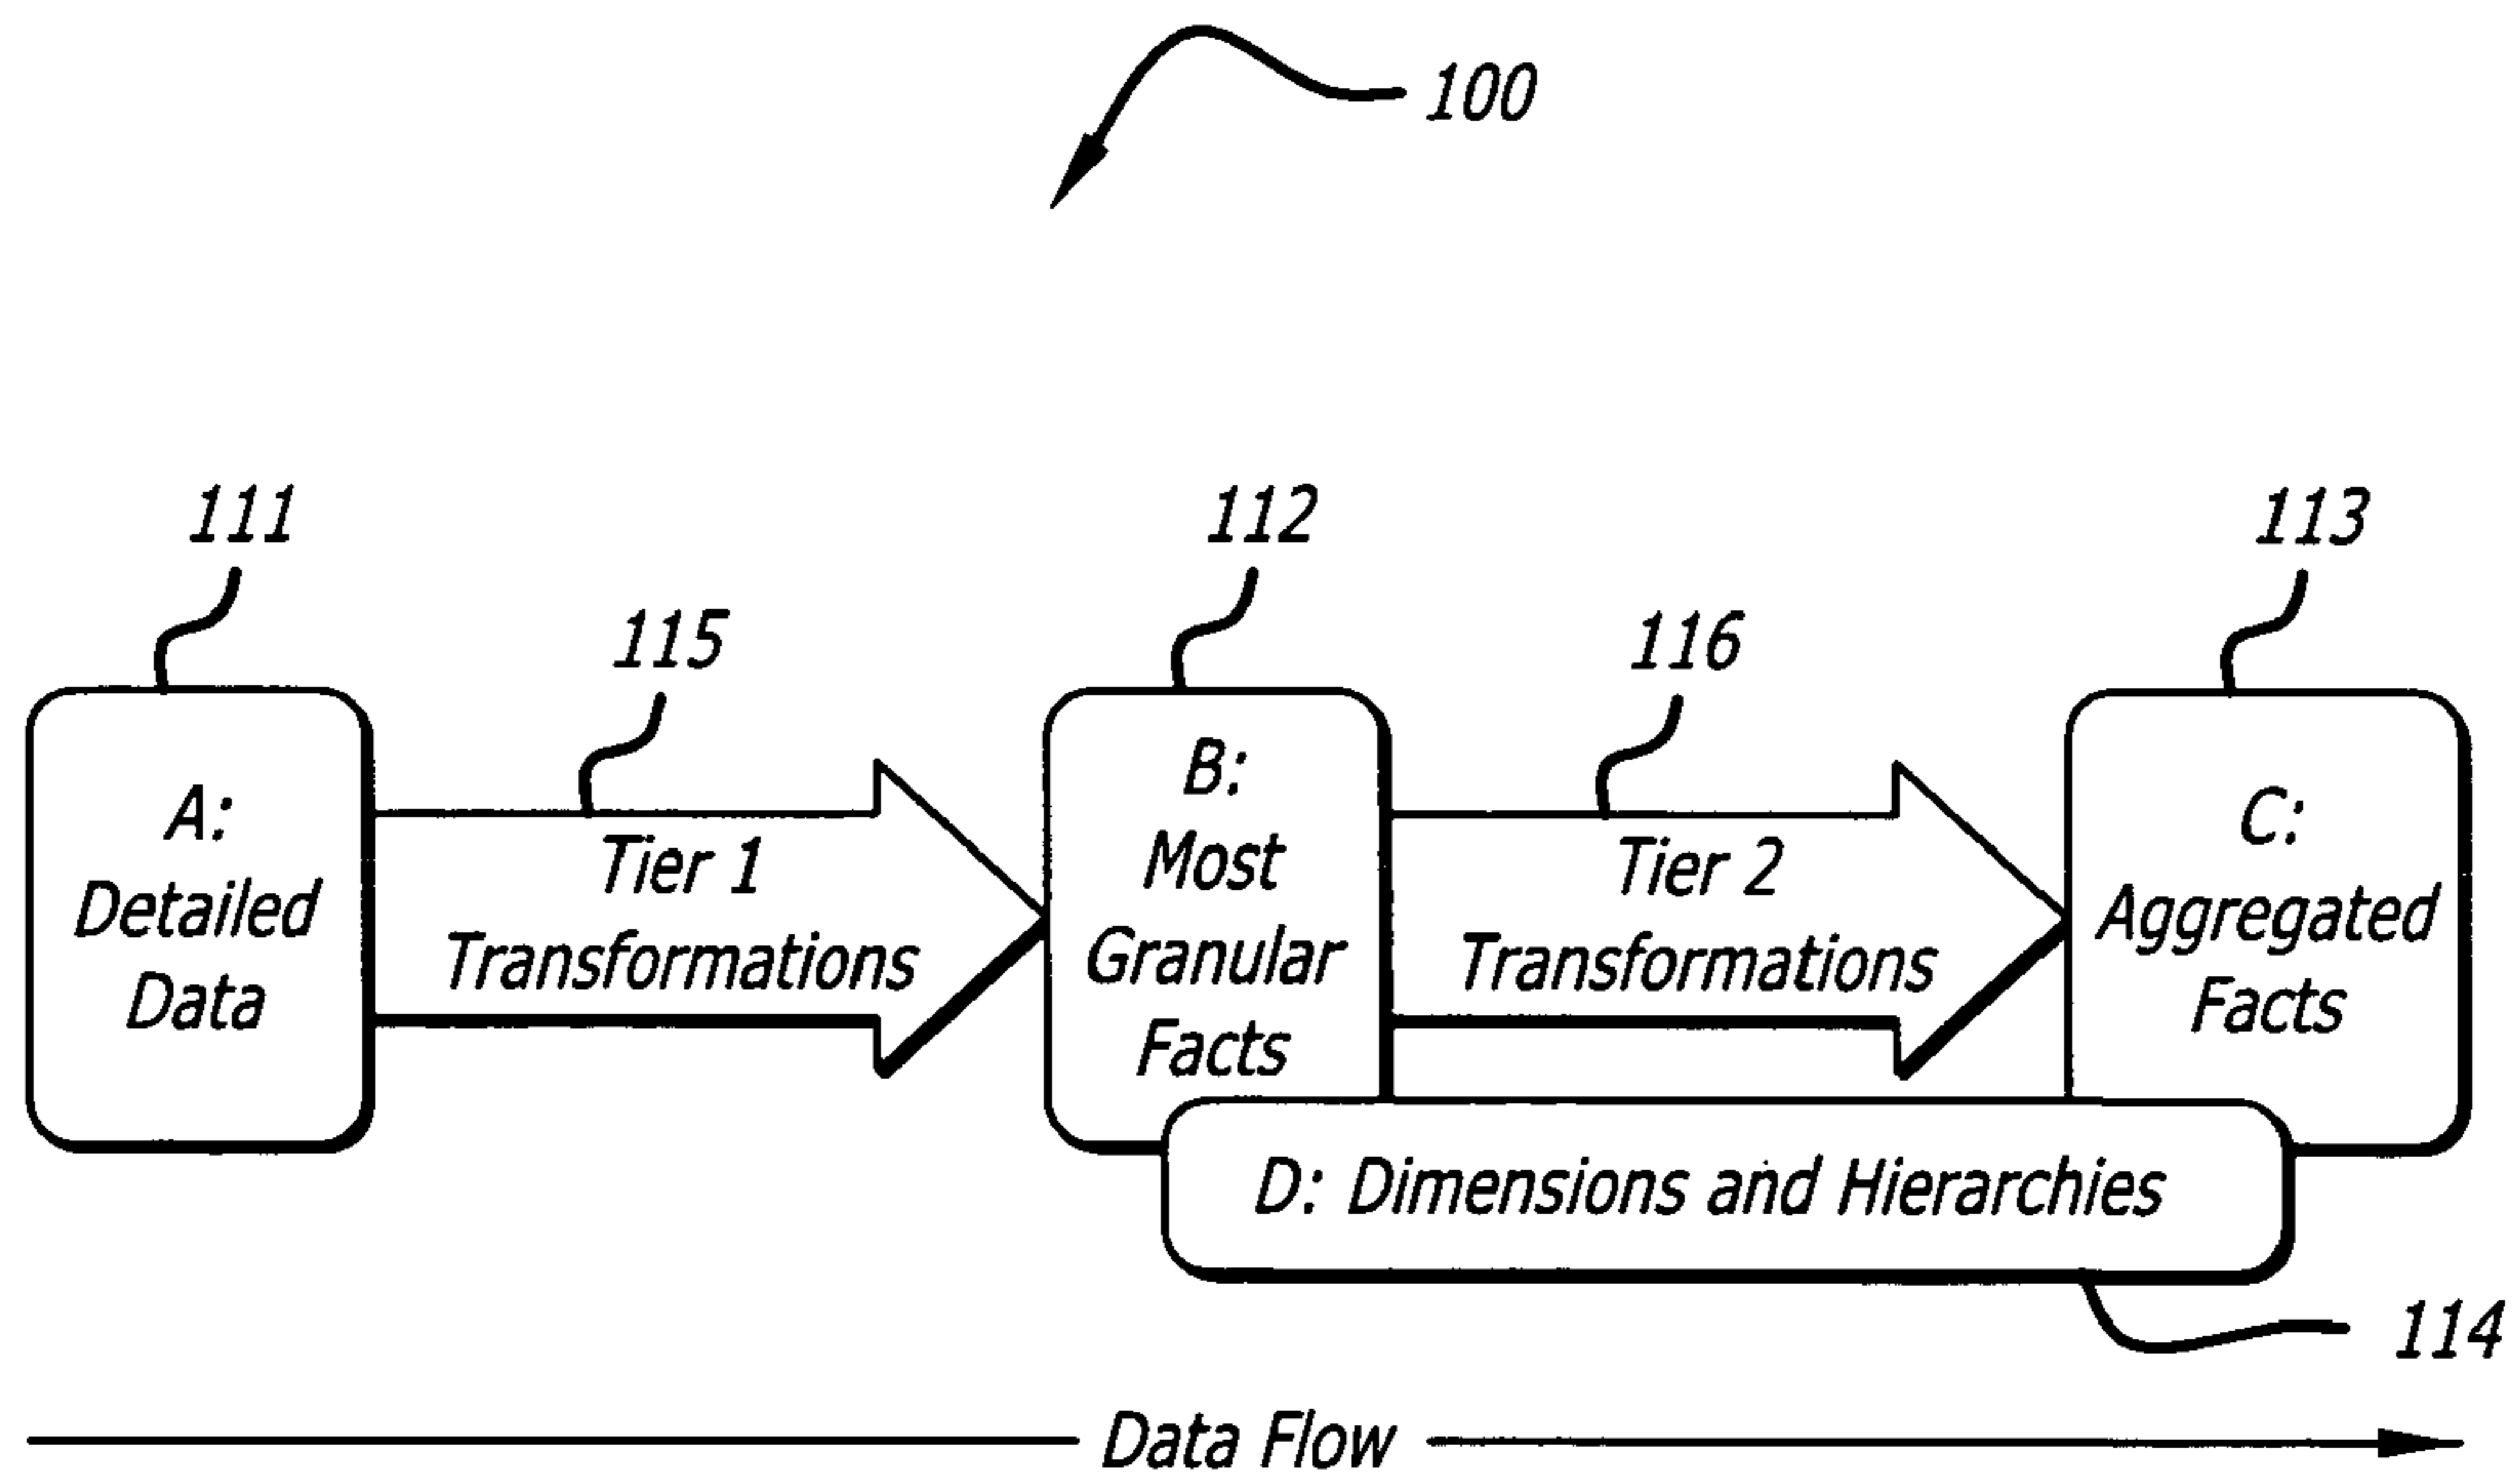 100
111
112
113
115
116
A:
Detailed
Data
Tier 1
Transformations
B:
Most
Granular
Facts
Tier 2
Transformations
C:
Aggregated
Facts
D: Dimensions and Hierarchies
114
Data Flow